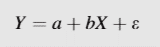 Y = a + bX + ε